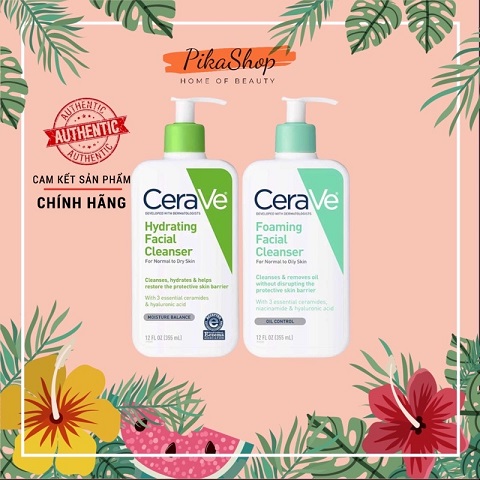 PikaShop
HOME OF BEAUTY
AUTHENTIC
AUTHENTIC
AUTHENTIC
CAM KẾT SẢN PHẨM
CHÍNH HÃNG
CeraVe
DEVELOPED WITH DERMATOLOGISTS
Hydrating
Facial
Cleanser
For Normal to Dry Skin
Cleanses, hydrates & helps
restore the protective skin barrier
With 3 essential ceramides
& hyaluronic acid
MOISTURE BALANCE
12 FL OZ (355 mL)
CeraVe
DEVELOPED WITH DERMATOLOGISTS
Foaming
Facial
Cleanser
For Normal to Oily Skin
Cleanses & removes oil
without disrupting the
protective skin barrier
With 3 essential ceramides,
niacinamide & hyaluronic acid
OIL CONTROL
12 FL OZ (355 mL)